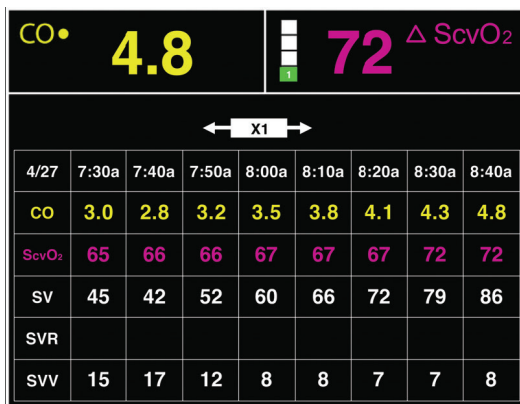 CO• 4.8
1 72 △ ScvO₂
X1
4/27 7:30a 7:40a 7:50a 8:00a 8:10a 8:20a 8:30a 8:40a
CO 3.0 2.8 3.2 3.5 3.8 4.1 4.3 4.8
ScvO₂ 65 66 66 67 67 67 72 72
SV 45 42 52 60 66 72 79 86
SVR
SVV 15 17 12 8 8 7 7 8